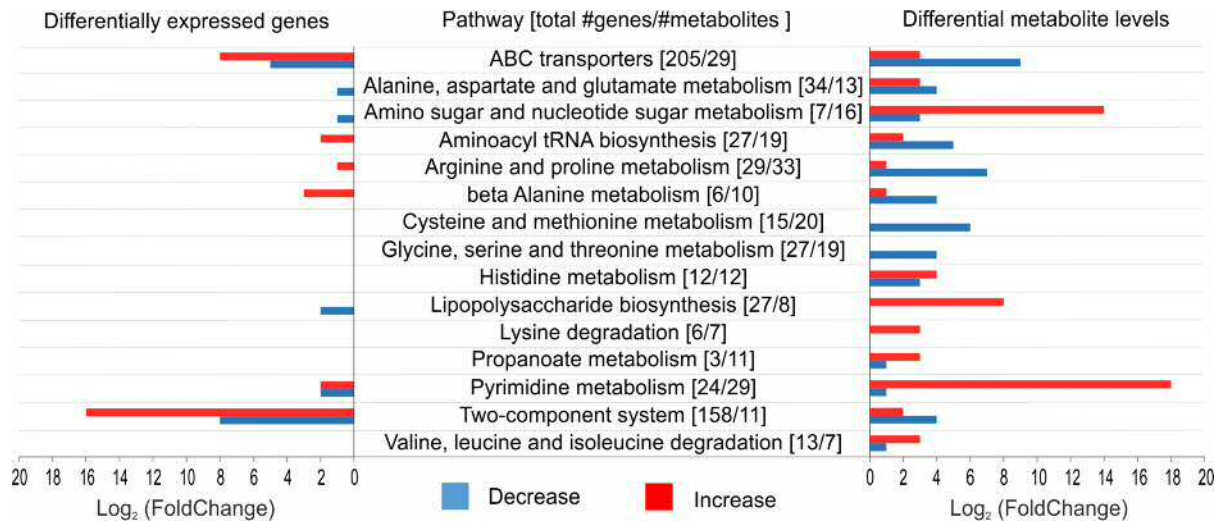 Differentially expressed genes
Pathway [total #genes/#metabolites ]
Differential metabolite levels
ABC transporters [205/29]
Alanine, aspartate and glutamate metabolism [34/13]
Amino sugar and nucleotide sugar metabolism [7/16]
Aminoacyl tRNA biosynthesis [27/19]
Arginine and proline metabolism [29/33]
beta Alanine metabolism [6/10]
Cysteine and methionine metabolism [15/20]
Glycine, serine and threonine metabolism [27/19]
Histidine metabolism [12/12]
Lipopolysaccharide biosynthesis [27/8]
Lysine degradation [6/7]
Propanoate metabolism [3/11]
Pyrimidine metabolism [24/29]
Two-component system [158/11]
Valine, leucine and isoleucine degradation [13/7]
20 18 16 14 12 10 8 6 4 2
0 2 4 6 8 10 12 14 16 18 20
Log₂ (FoldChange)
Decrease
Increase
Log₂ (FoldChange)